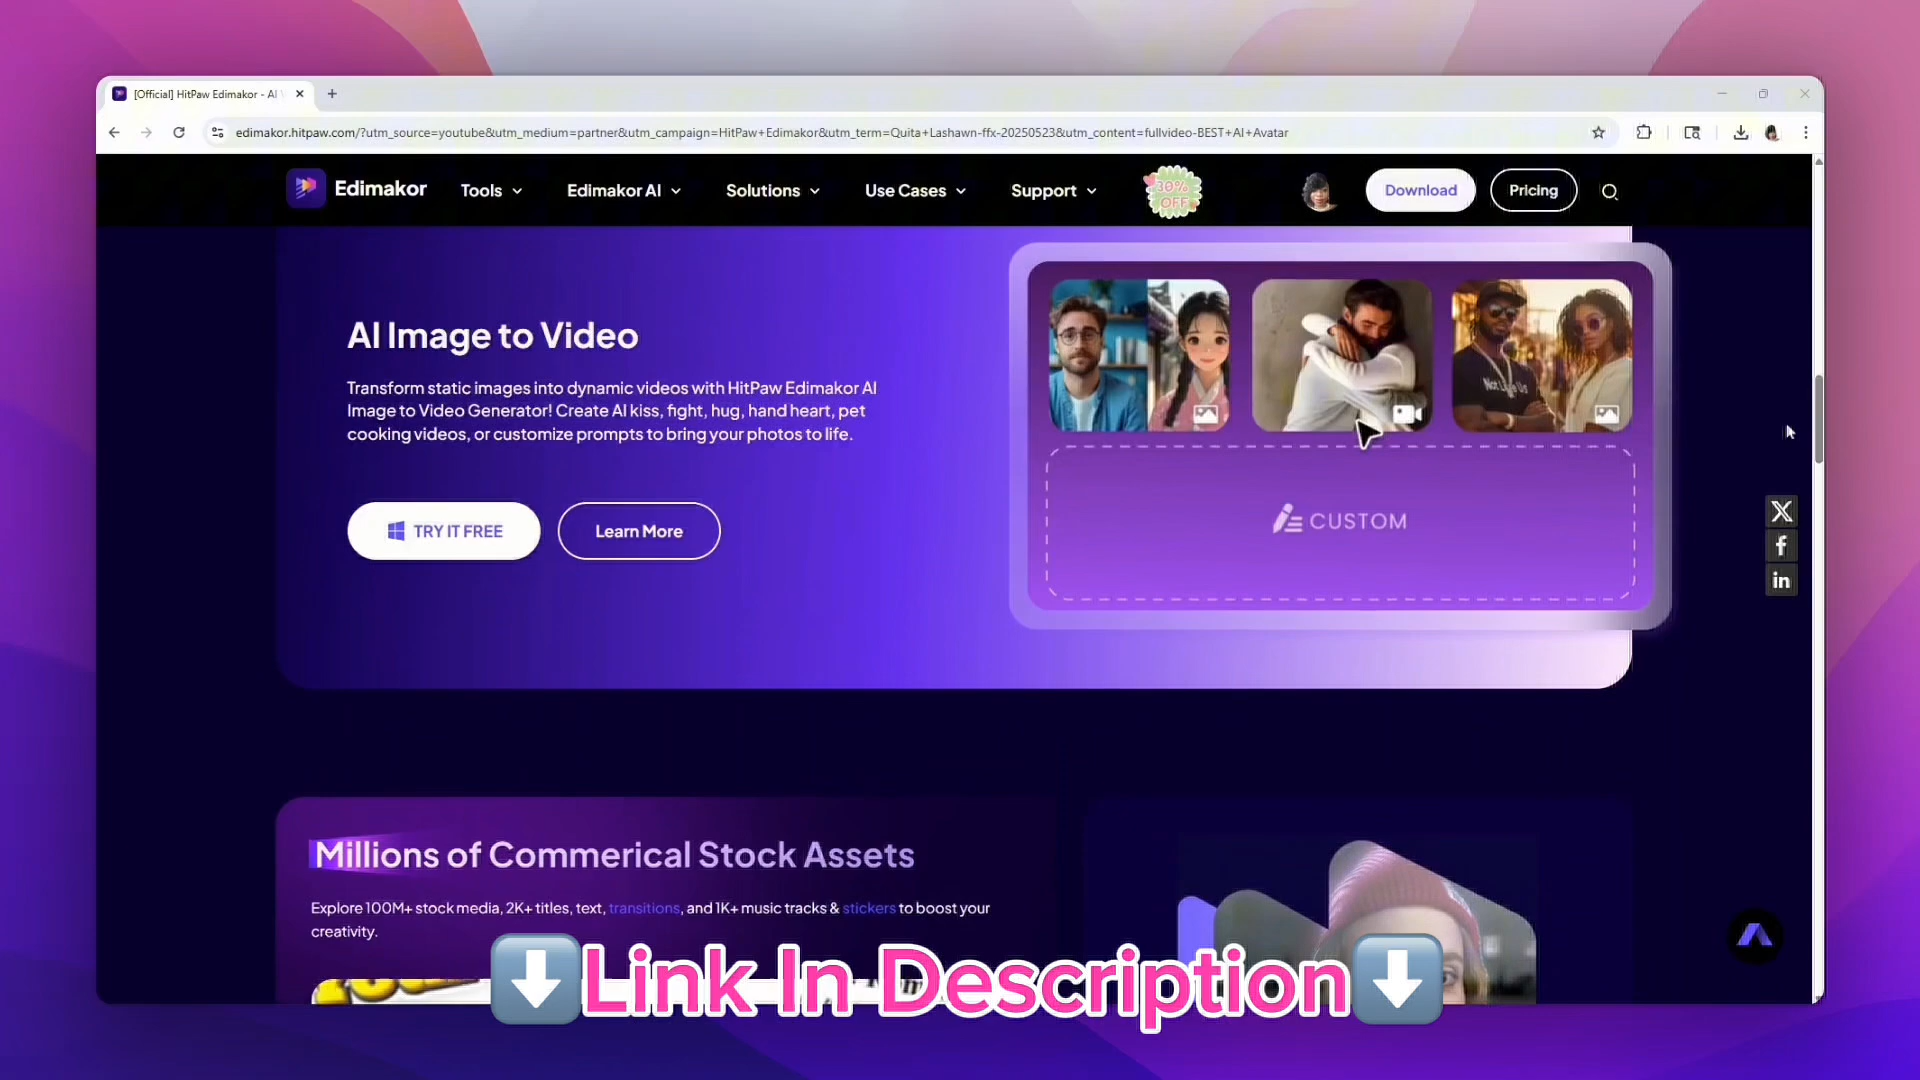 [Official] HitPaw Edimakor - AI
edimakor.hitpaw.com/?utm_source=youtube&utm_medium=partner&utm_campaign=HitPaw+Edimakor&utm_term=Quita+Lashawn-ffx-20250523&utm_content=fullvideo-BEST+AI+Avatar
Edimakor
Tools
Edimakor AI
Solutions
Use Cases
Support
30%
OFF
Download
Pricing
AI Image to Video
Transform static images into dynamic videos with HitPaw Edimakor AI
Image to Video Generator! Create AI kiss, fight, hug, hand heart, pet
cooking videos, or customize prompts to bring your photos to life.
TRY IT FREE
Learn More
CUSTOM
X
f
in
Millions of Commerical Stock Assets
Explore 100M+ stock media, 2K+ titles, text, transitions, and 1K+ music tracks & stickers to boost your
creativity.
⬇Link In Description⬇